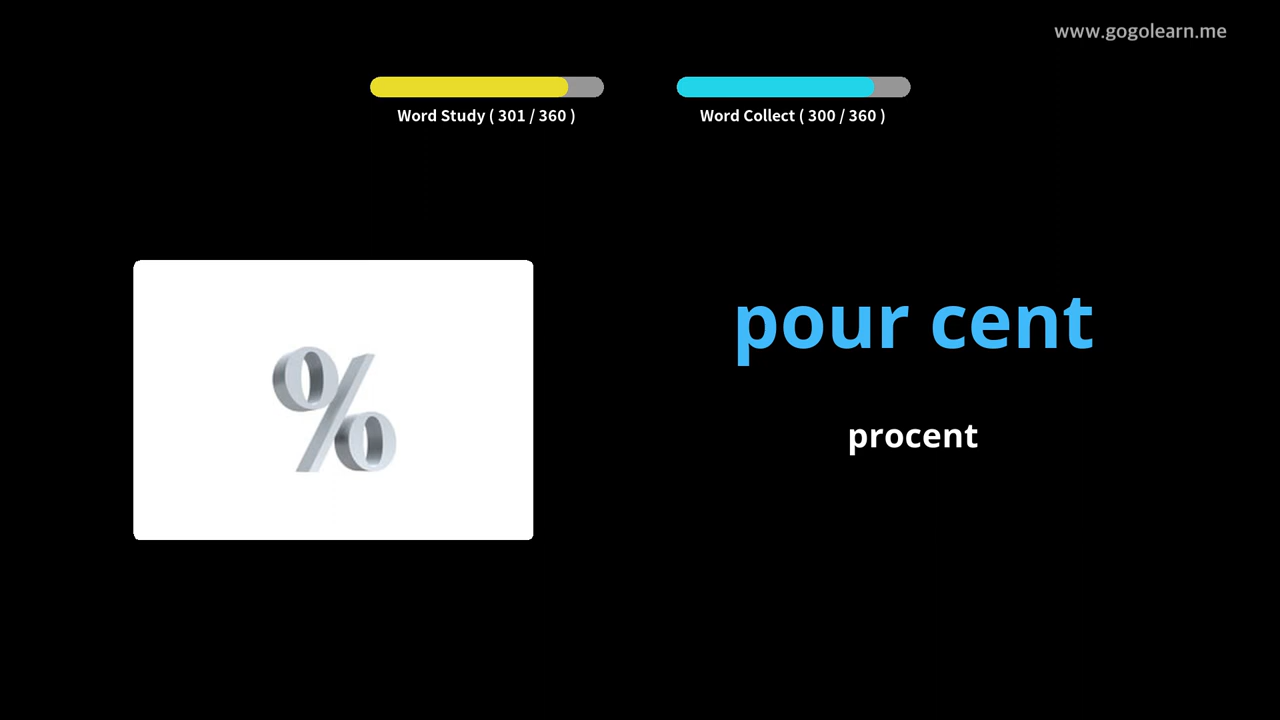 www.gogolearn.me
Word Study ( 301 / 360 )
Word Collect ( 300 / 360 )
%
pour cent
procent